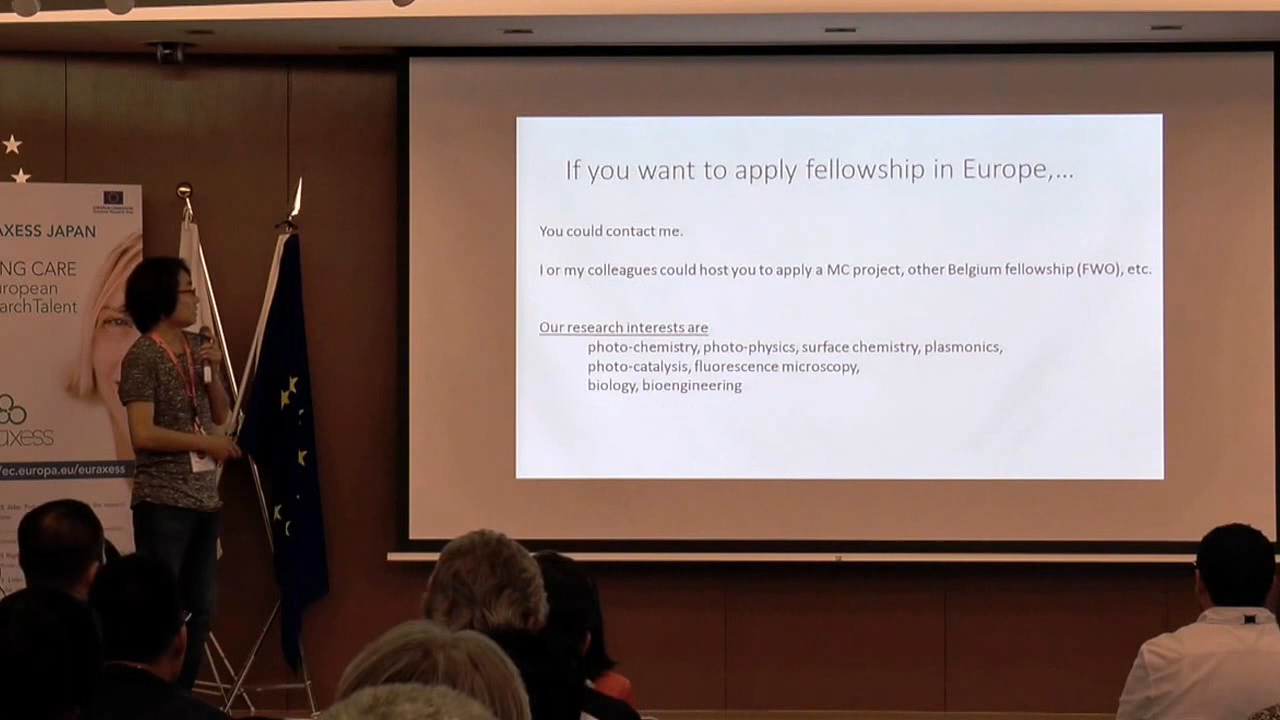 AXESS JAPAN
NG CARE
uropean
archTalent
axess
/ec.europa.eu/euraxess
If you want to apply fellowship in Europe,...
You could contact me.
I or my colleagues could host you to apply a MC project, other Belgium fellowship (FWO), etc.
Our research interests are
photo-chemistry, photo-physics, surface chemistry, plasmonics,
photo-catalysis, fluorescence microscopy,
biology, bioengineering